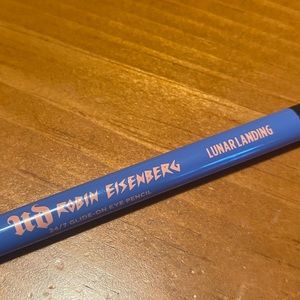 UD ROBIN EISENBERG
24/7 GLIDE-ON EYE PENCIL
LUNAR LANDING